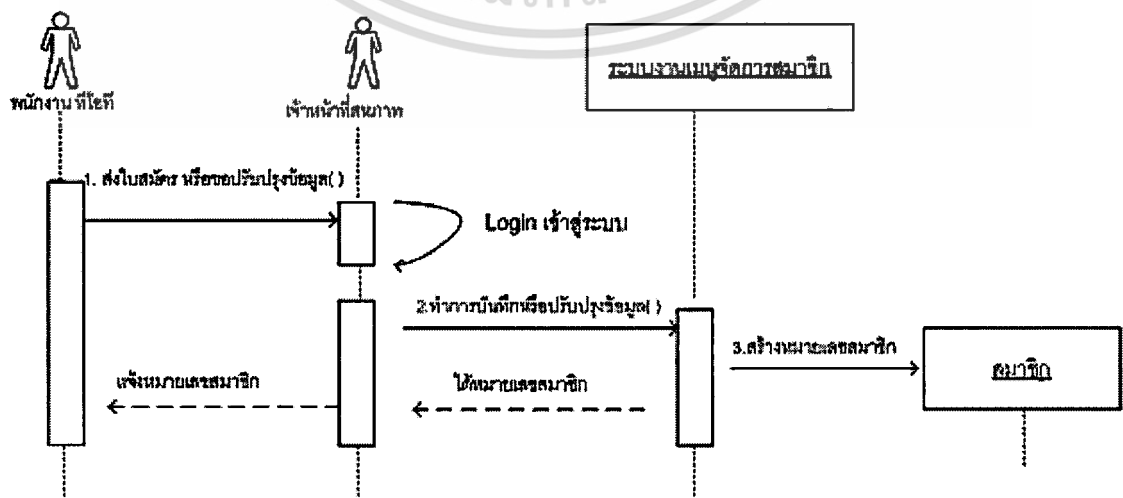 พนักงาน ทีโอที
เจ้าหน้าที่สหภาพ
ระบบงานเมนูจัดการสมาชิก
1. ส่งใบสมัคร หรือขอปรับปรุงข้อมูล( )
Login เข้าสู่ระบบ
2.ทำการบันทึกหรือปรับปรุงข้อมูล( )
3.สร้างหมายเลขสมาชิก
สมาชิก
แจ้งหมายเลขสมาชิก
ได้หมายเลขสมาชิก